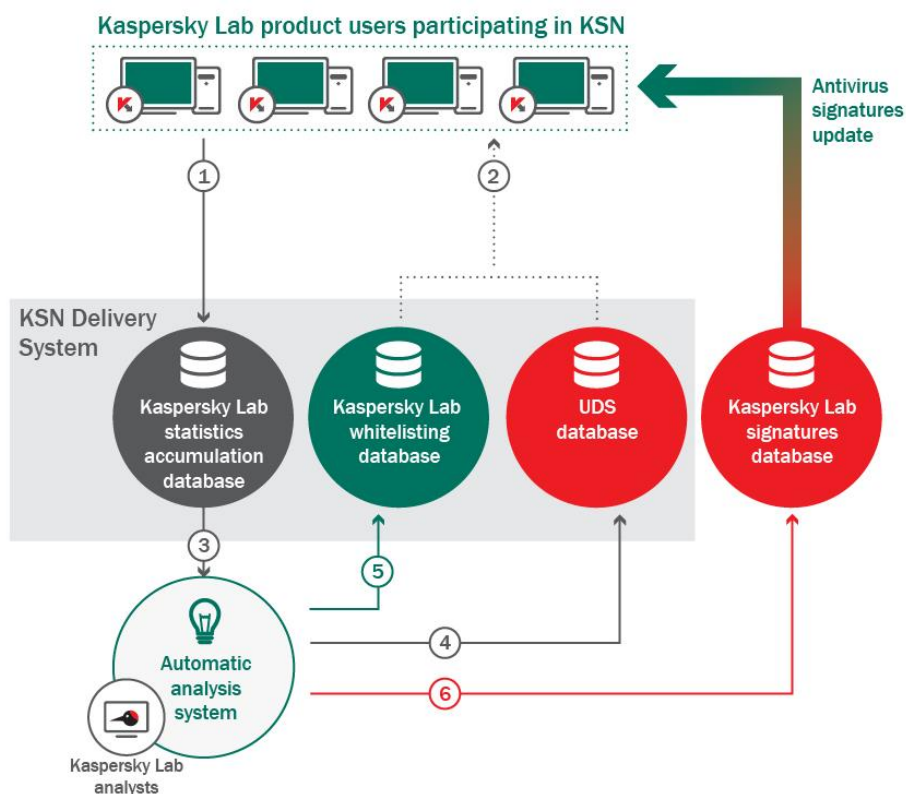 Kaspersky Lab product users participating in KSN
K
K
K
K
Antivirus
signatures
update
1
2
KSN Delivery
System
Kaspersky Lab
statistics
accumulation
database
Kaspersky Lab
whitelisting
database
UDS
database
Kaspersky Lab
signatures
database
3
5
4
6
Automatic
analysis
system
Kaspersky Lab
analysts